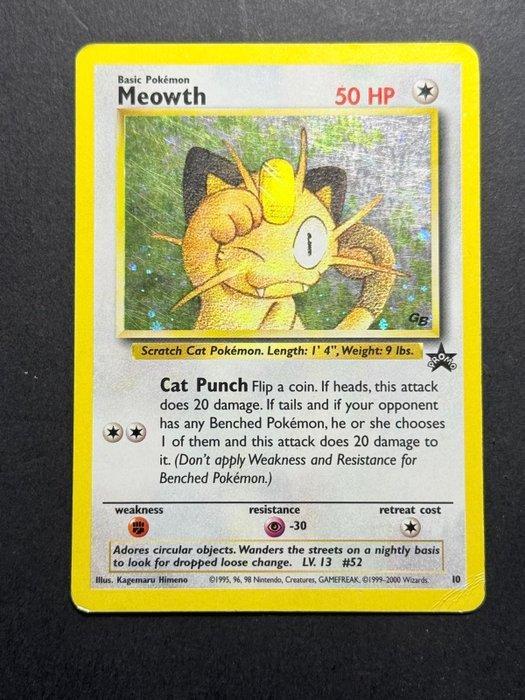 Basic Pokémon
Meowth
50 HP
GB
Scratch Cat Pokémon. Length: 1' 4", Weight: 9 lbs.
PROMO
Cat Punch Flip a coin. If heads, this attack
does 20 damage. If tails and if your opponent
has any Benched Pokémon, he or she chooses
1 of them and this attack does 20 damage to
it. (Don't apply Weakness and Resistance for
Benched Pokémon.)
weakness resistance retreat cost
-30
Adores circular objects. Wanders the streets on a nightly basis
to look for dropped loose change. LV. 13 #52
Illus. Kagemaru Himeno ©1995, 96, 98 Nintendo, Creatures, GAMEFREAK. ©1999-2000 Wizards. 10